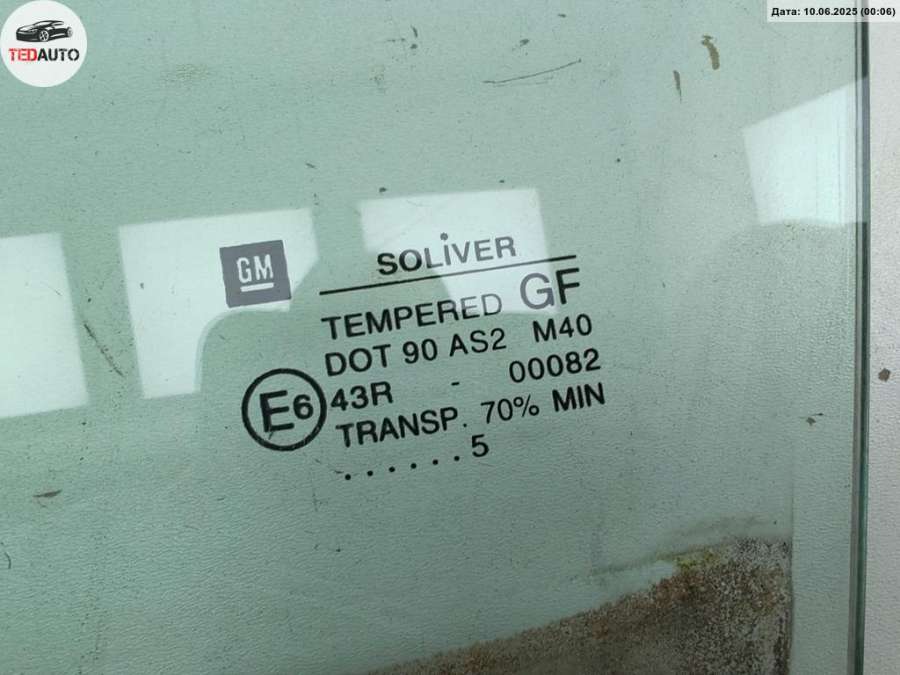 Дата: 10.06.2025 (00:06)
TEDAUTO
GM
SOLIVER
TEMPERED GF
DOT 90 AS2 M40
E6 43R - 00082
TRANSP. 70% MIN
. . . . . . 5